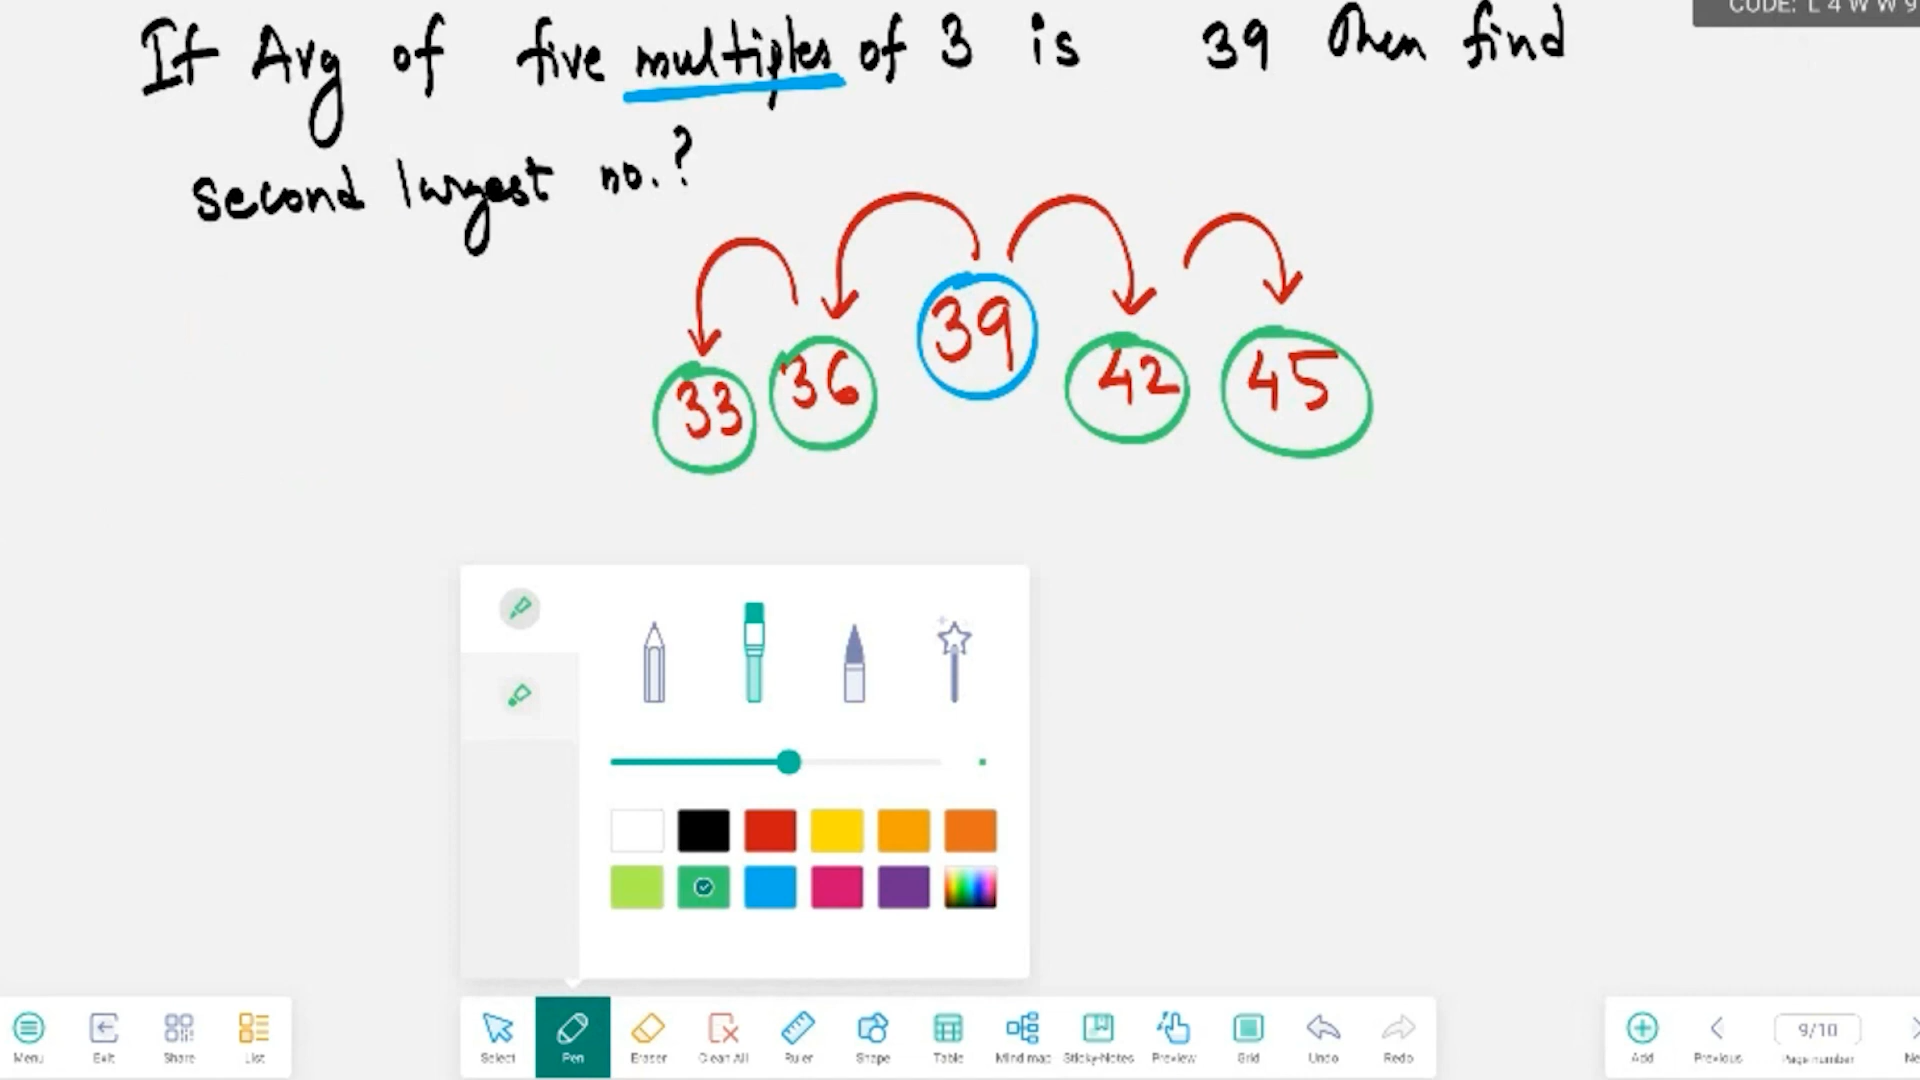 CODE: L 4 W W 9
If Avg of five multiples of 3 is 39 then find
second largest no.?
33 36 39 42 45
Menu Exit Share List Select Pen Eraser Clean All Ruler Shape Table Mind map Sticky-Notes Preview Grid Undo Redo Add Previous 9/10 Page number Ne